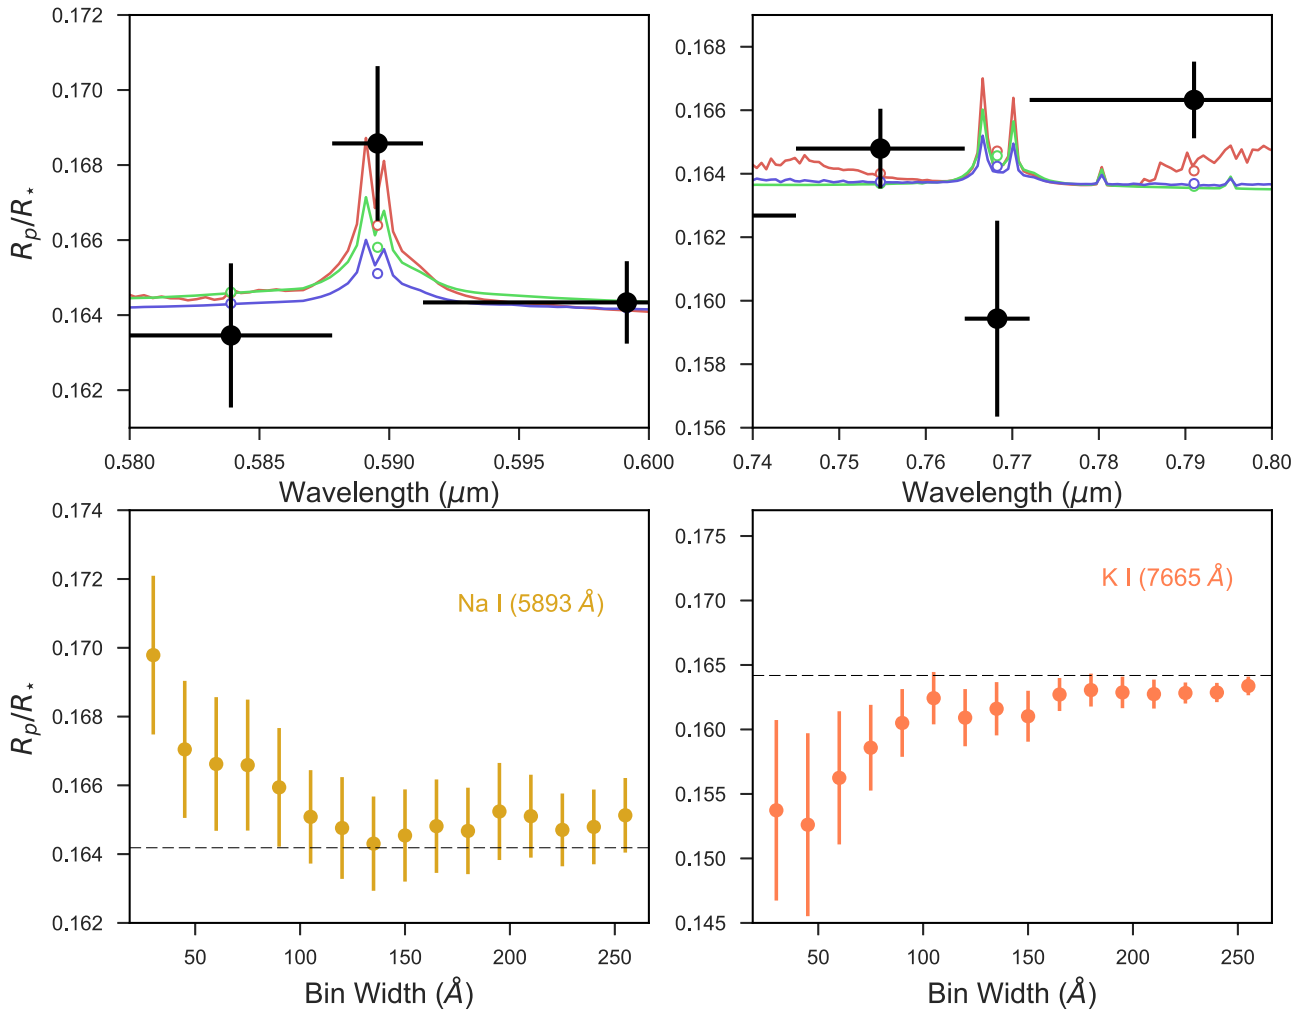 0.172
0.170
0.168
0.166
0.164
0.162
R_p/R_⋆
0.580 0.585 0.590 0.595 0.600
Wavelength (μm)
0.168
0.166
0.164
0.162
0.160
0.158
0.156
0.74 0.75 0.76 0.77 0.78 0.79 0.80
Wavelength (μm)
0.174
0.172
0.170
0.168
0.166
0.164
0.162
R_p/R_⋆
Na I (5893 Å)
50 100 150 200 250
Bin Width (Å)
0.175
0.170
0.165
0.160
0.155
0.150
0.145
K I (7665 Å)
50 100 150 200 250
Bin Width (Å)